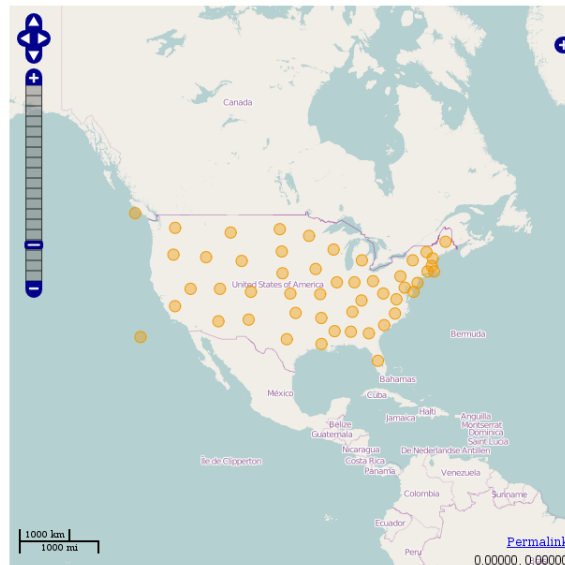 Canada
United States of America
Bermuda
México
Bahamas
Cuba
Haïti
Jamaica
Anguilla
Montserrat
Dominica
Saint Lucia
Belize
Guatemala
Nicaragua
Costa Rica
Panama
De Nederlandse Antillen
Île de Clipperton
Venezuela
Colombia
Suriname
Ecuador
Peru
1000 km
1000 mi
Permalink
0.00000, 0.00000